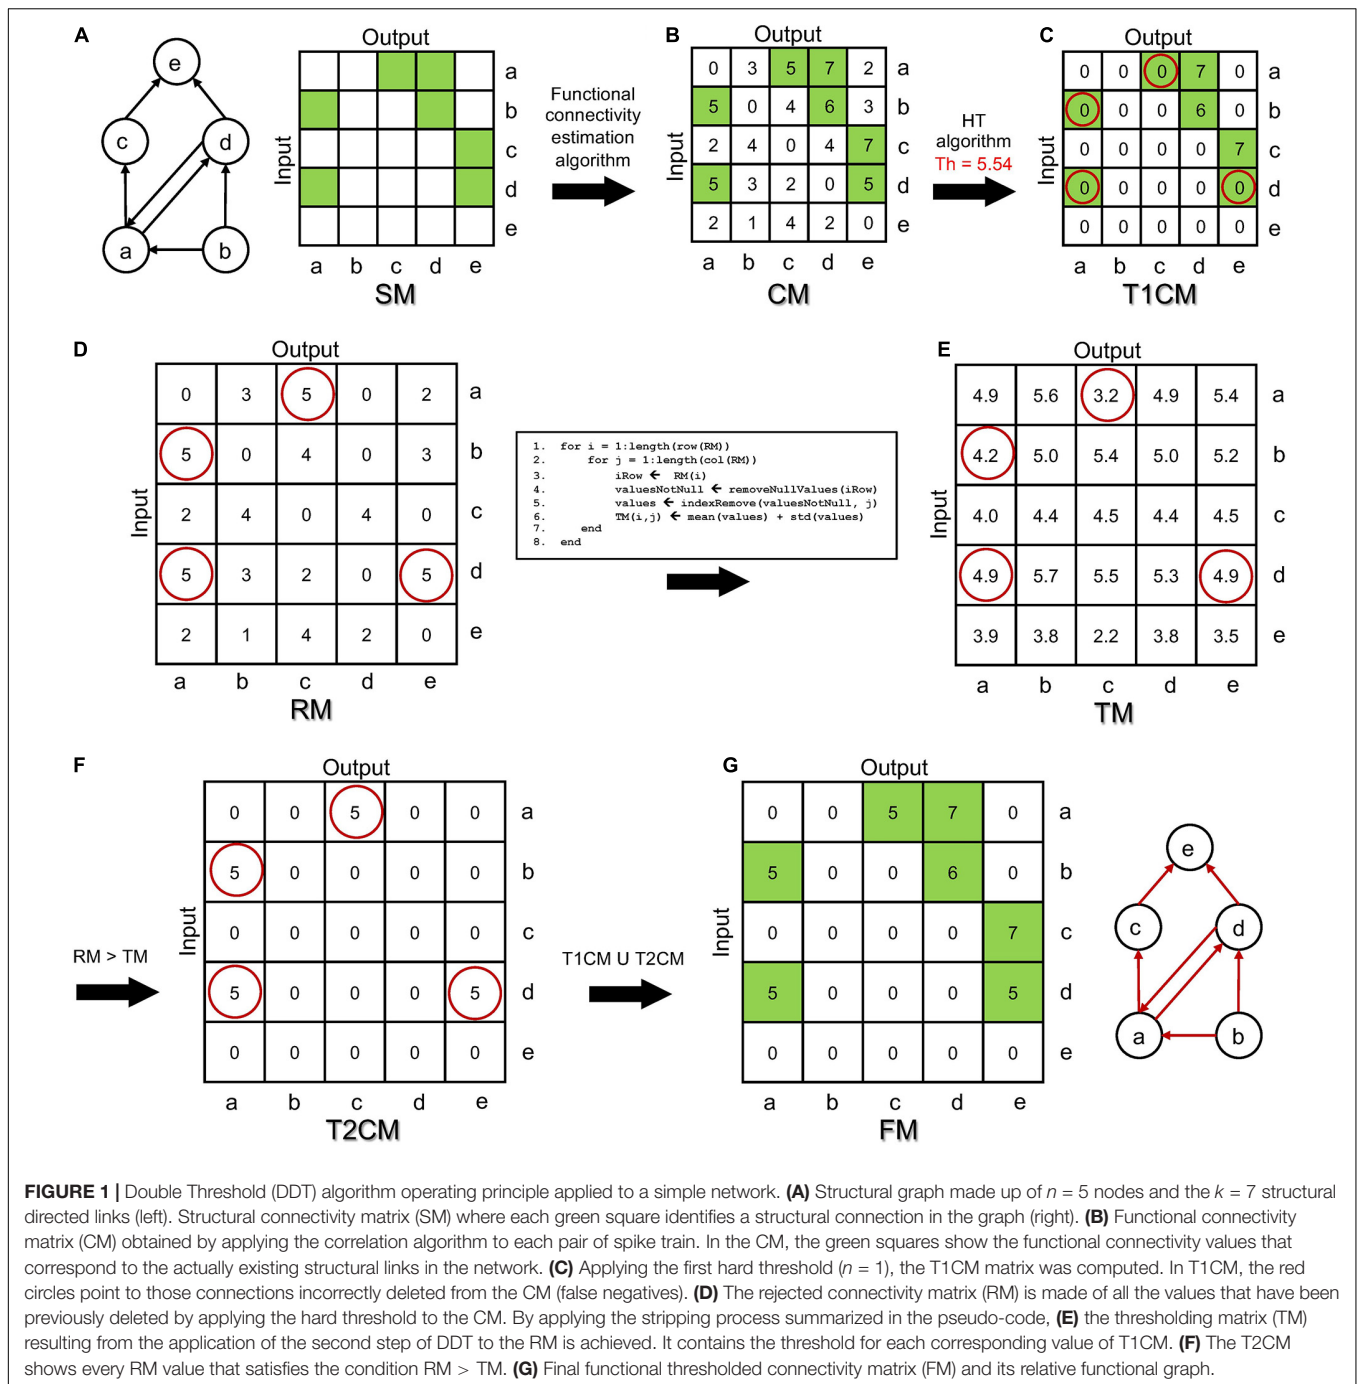 A
e
c
d
a
b
Output
Input
a
b
c
d
e
a b c d e
SM
Functional
connectivity
estimation
algorithm
B
Output
Input
0 3 5 7 2 a
5 0 4 6 3 b
2 4 0 4 7 c
5 3 2 0 5 d
2 1 4 2 0 e
a b c d e
CM
HT
algorithm
Th = 5.54
C
Output
Input
0 0 0 7 0 a
0 0 0 6 0 b
0 0 0 0 7 c
0 0 0 0 0 d
0 0 0 0 0 e
a b c d e
T1CM
D
Output
Input
0 3 5 0 2 a
5 0 4 0 3 b
2 4 0 4 0 c
5 3 2 0 5 d
2 1 4 2 0 e
a b c d e
RM
1. for i = 1:length(row(RM))
2. for j = 1:length(col(RM))
3. iRow ← RM(i)
4. valuesNotNull ← removeNullValues(iRow)
5. values ← indexRemove(valuesNotNull, j)
6. TM(i,j) ← mean(values) + std(values)
7. end
8. end
E
Output
Input
4.9 5.6 3.2 4.9 5.4 a
4.2 5.0 5.4 5.0 5.2 b
4.0 4.4 4.5 4.4 4.5 c
4.9 5.7 5.5 5.3 4.9 d
3.9 3.8 2.2 3.8 3.5 e
a b c d e
TM
RM > TM
F
Output
Input
0 0 5 0 0 a
5 0 0 0 0 b
0 0 0 0 0 c
5 0 0 0 5 d
0 0 0 0 0 e
a b c d e
T2CM
T1CM U T2CM
G
Output
Input
0 0 5 7 0 a
5 0 0 6 0 b
0 0 0 0 7 c
5 0 0 0 5 d
0 0 0 0 0 e
a b c d e
FM
e
c
d
a
b
FIGURE 1 | Double Threshold (DDT) algorithm operating principle applied to a simple network. (A) Structural graph made up of n = 5 nodes and the k = 7 structural
directed links (left). Structural connectivity matrix (SM) where each green square identifies a structural connection in the graph (right). (B) Functional connectivity
matrix (CM) obtained by applying the correlation algorithm to each pair of spike train. In the CM, the green squares show the functional connectivity values that
correspond to the actually existing structural links in the network. (C) Applying the first hard threshold (n = 1), the T1CM matrix was computed. In T1CM, the red
circles point to those connections incorrectly deleted from the CM (false negatives). (D) The rejected connectivity matrix (RM) is made of all the values that have been
previously deleted by applying the hard threshold to the CM. By applying the stripping process summarized in the pseudo-code, (E) the thresholding matrix (TM)
resulting from the application of the second step of DDT to the RM is achieved. It contains the threshold for each corresponding value of T1CM. (F) The T2CM
shows every RM value that satisfies the condition RM > TM. (G) Final functional thresholded connectivity matrix (FM) and its relative functional graph.